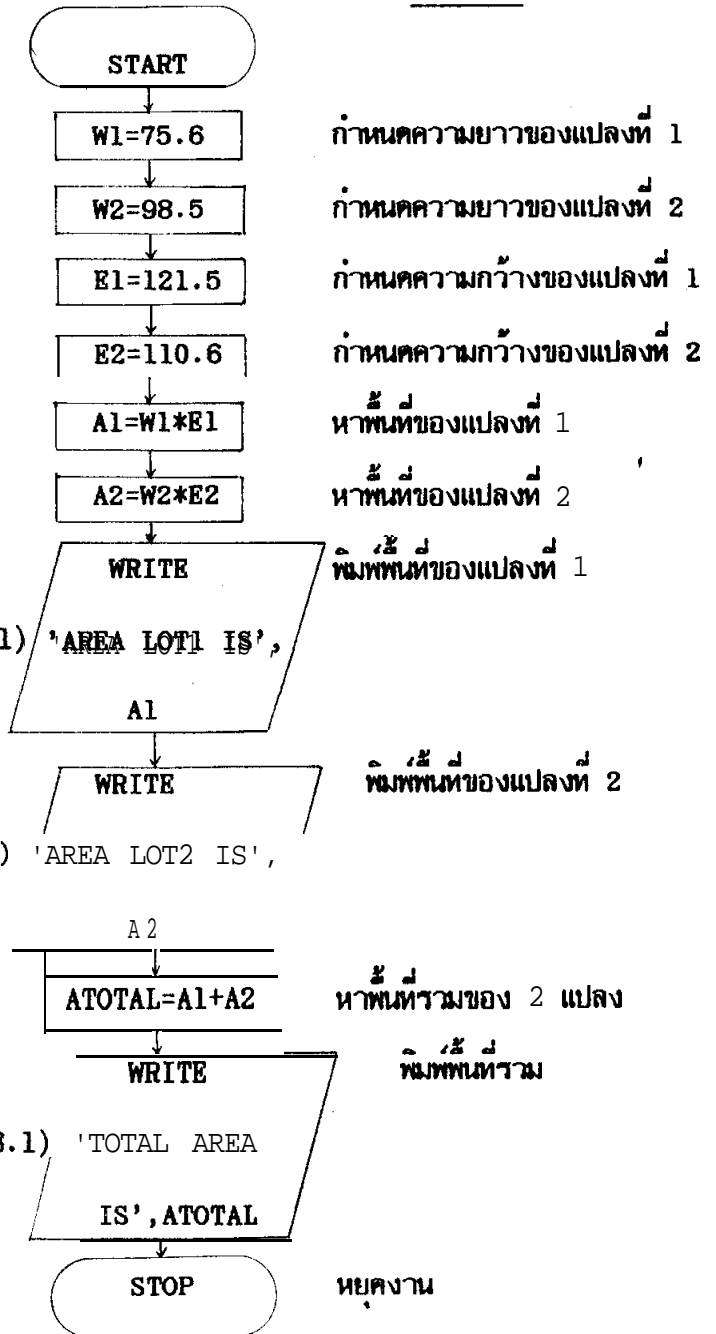 START
W1=75.6 กำหนดความยาวของแปลงที่ 1
W2=98.5 กำหนดความยาวของแปลงที่ 2
E1=121.5 กำหนดความกว้างของแปลงที่ 1
E2=110.6 กำหนดความกว้างของแปลงที่ 2
A1=W1*E1 หาพื้นที่ของแปลงที่ 1
A2=W2*E2 หาพื้นที่ของแปลงที่ 2
WRITE พิมพ์พื้นที่ของแปลงที่ 1
1) 'AREA LOT1 IS',
A1
WRITE พิมพ์พื้นที่ของแปลงที่ 2
) 'AREA LOT2 IS',
A2
ATOTAL=A1+A2 หาพื้นที่รวมของ 2 แปลง
WRITE พิมพ์พื้นที่รวม
.1) 'TOTAL AREA
IS',ATOTAL
STOP หยุดงาน